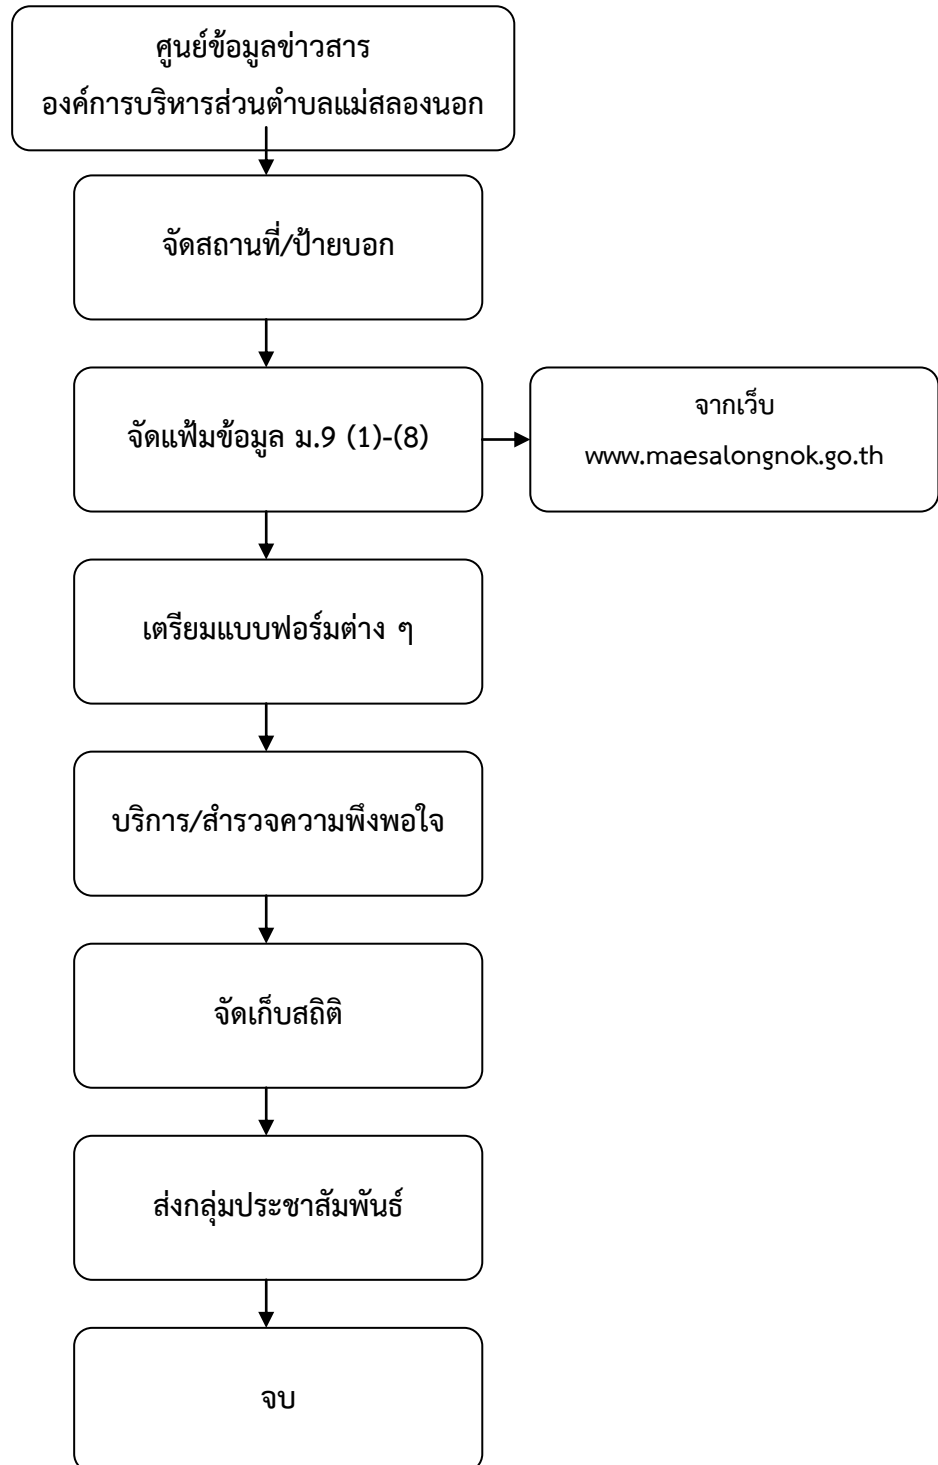 ศูนย์ข้อมูลข่าวสาร
องค์การบริหารส่วนตำบลแม่สลองนอก
จัดสถานที่/ป้ายบอก
จัดแฟ้มข้อมูล ม.9 (1)-(8)
จากเว็บ
www.maesalongnok.go.th
เตรียมแบบฟอร์มต่าง ๆ
บริการ/สำรวจความพึงพอใจ
จัดเก็บสถิติ
ส่งกลุ่มประชาสัมพันธ์
จบ